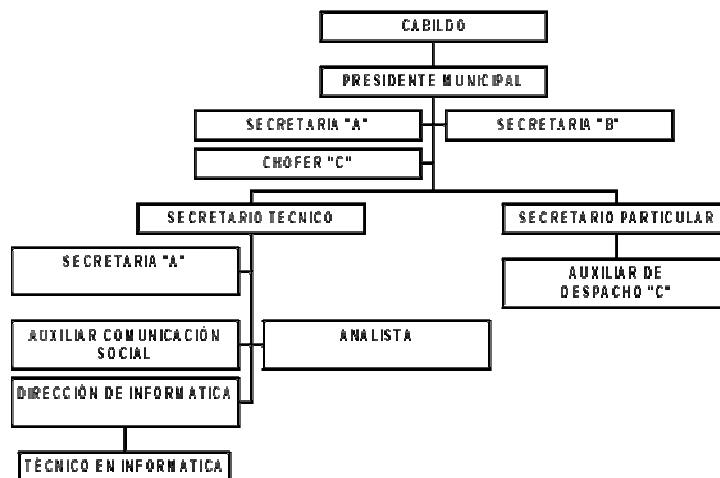 CABILDO
PRESIDENTE MUNICIPAL
SECRETARIA "A"
SECRETARIA "B"
CHOFER "C"
SECRETARIO TECNICO
SECRETARIO PARTICULAR
SECRETARIA "A"
AUXILIAR DE
DESPACHO "C"
AUXILIAR COMUNICACIÓN
SOCIAL
ANALISTA
DIRECCIÓN DE INFORMATICA
TÉCNICO EN INFORMATICA